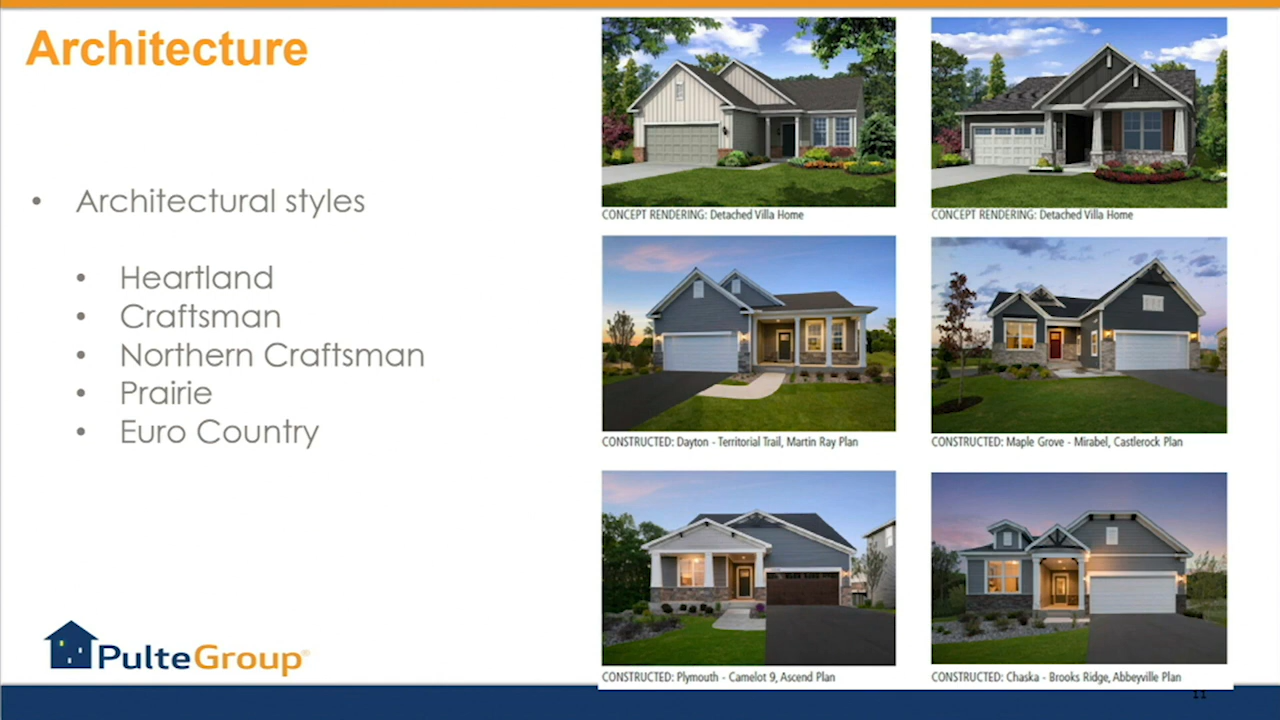 Architecture
• Architectural styles
• Heartland
• Craftsman
• Northern Craftsman
• Prairie
• Euro Country
CONCEPT RENDERING: Detached Villa Home
CONCEPT RENDERING: Detached Villa Home
CONSTRUCTED: Dayton - Territorial Trail, Martin Ray Plan
CONSTRUCTED: Maple Grove - Mirabel, Castlerock Plan
CONSTRUCTED: Plymouth - Camelot 9, Ascend Plan
CONSTRUCTED: Chaska - Brooks Ridge, Abbeyville Plan
PulteGroup®
11